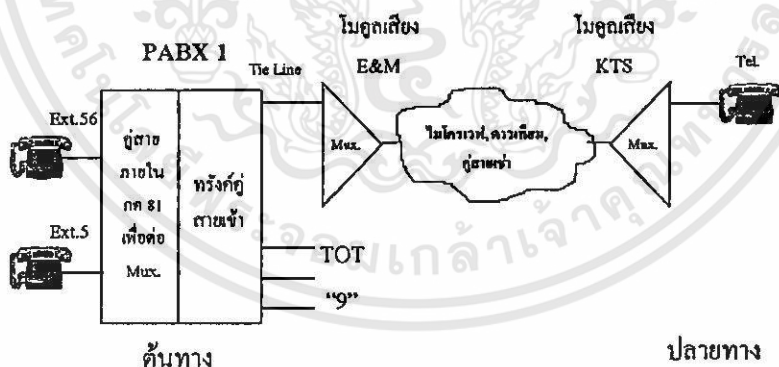 PABX 1
Tie Line
โมดูลเสียง
E&M
โมดูลเสียง
KTS
Tel.
Ext.56
Ext.5
คู่สาย
ภายใน
กด 81
เพื่อต่อ
Mux.
ทรังค์คู่
สายเข้า
Mux.
ไมโครเวฟ, ดาวเทียม,
คู่สายเช่า
Mux.
TOT
“9”
ต้นทาง
ปลายทาง